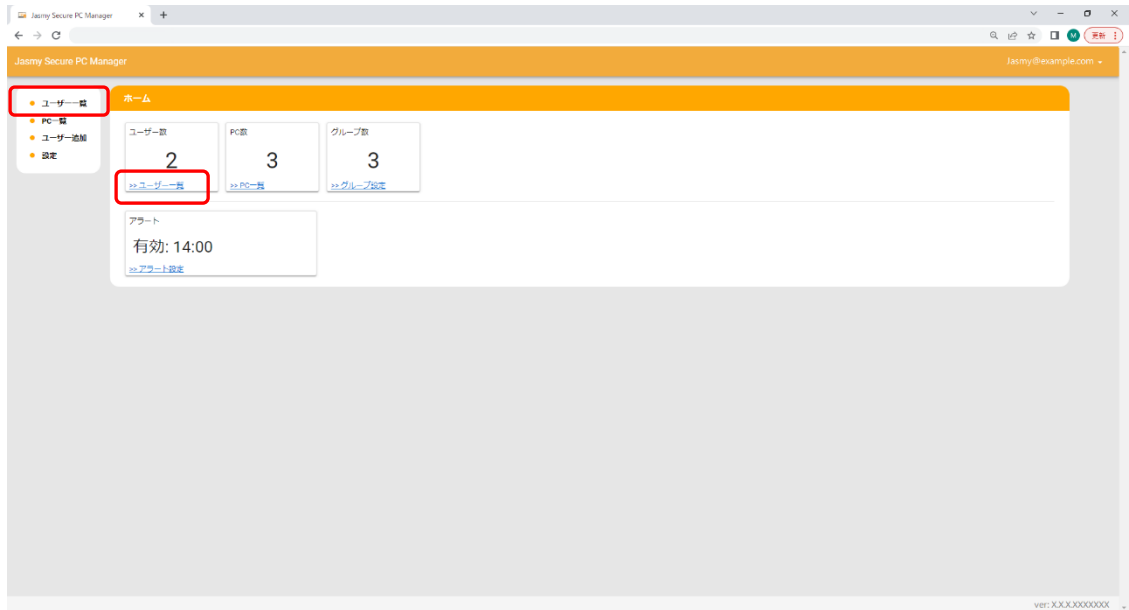 Jasmy Secure PC Manager
更新
Jasmy Secure PC Manager
Jasmy@example.com
ユーザー一覧
PC一覧
ユーザー追加
設定
ホーム
ユーザー数
2
>> ユーザー一覧
PC数
3
>> PC一覧
グループ数
3
>> グループ設定
アラート
有効: 14:00
>> アラート設定
ver: X.X.X.XXXXXXX